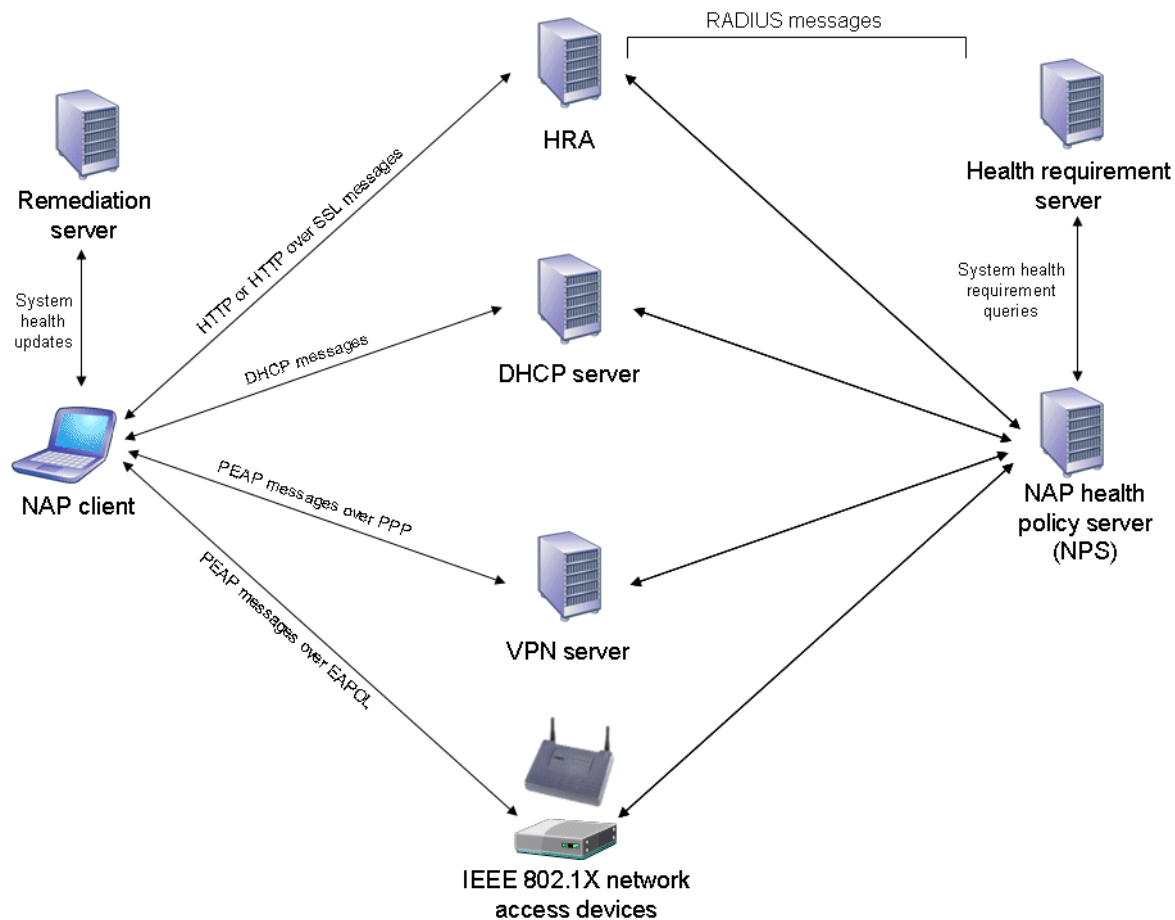 RADIUS messages
HRA
Remediation
server
Health requirement
server
HTTP or HTTP over SSL messages
System
health
updates
System health
requirement
queries
DHCP messages
DHCP server
NAP client
PEAP messages over PPP
NAP health
policy server
(NPS)
PEAP messages over EAPOL
VPN server
IEEE 802.1X network
access devices